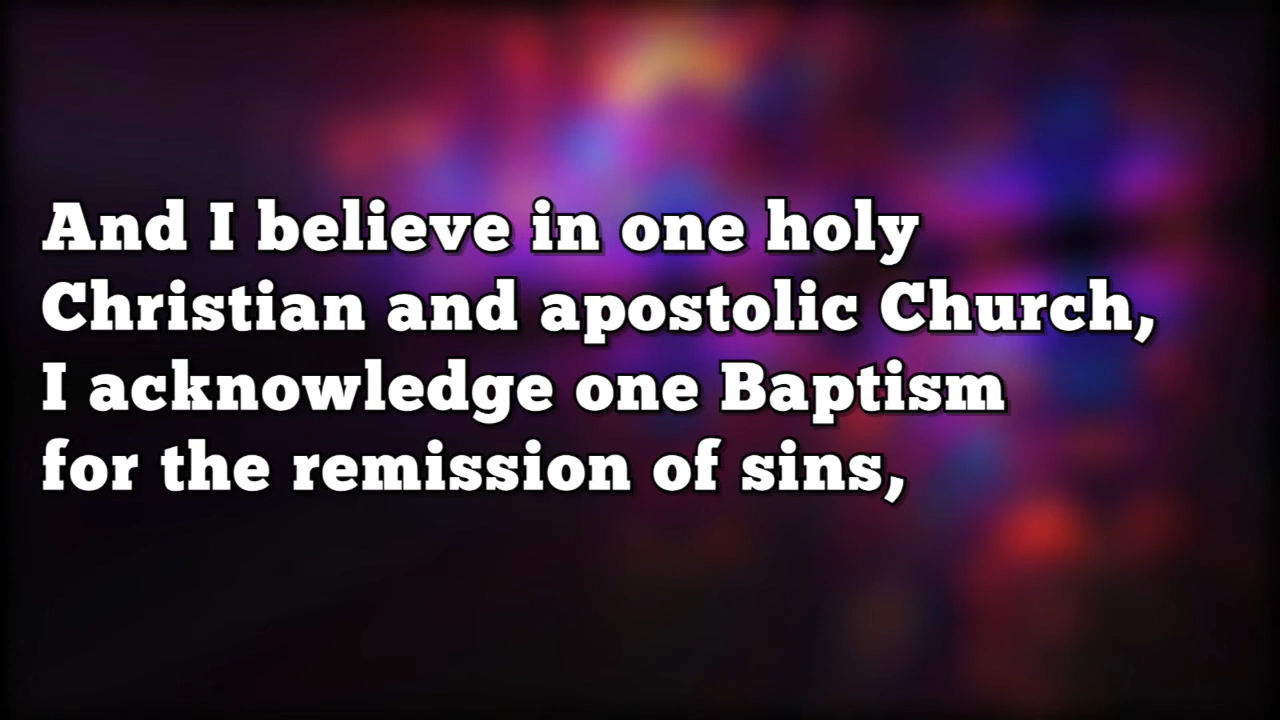 And I believe in one holy
Christian and apostolic Church,
I acknowledge one Baptism
for the remission of sins,